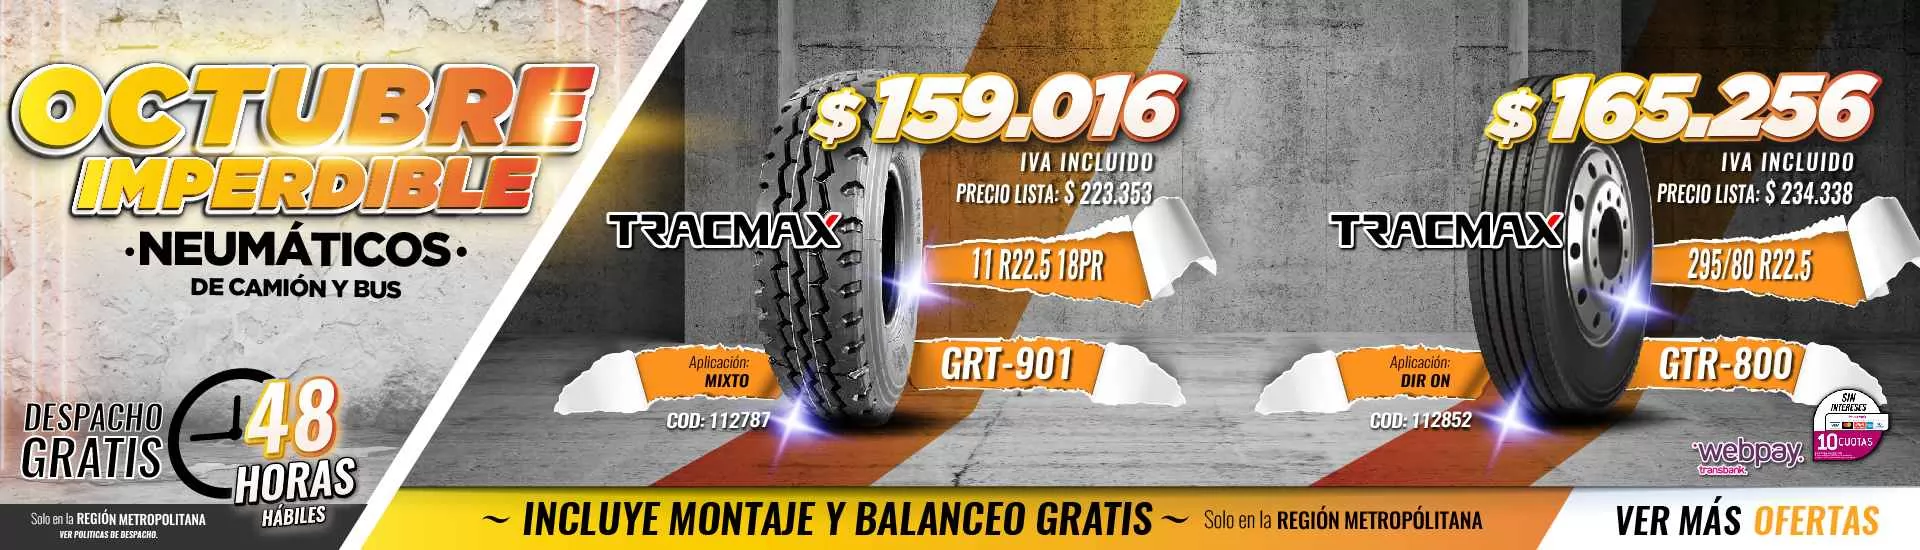 OCTUBRE
IMPERDIBLE
·NEUMÁTICOS·
DE CAMIÓN Y BUS
DESPACHO
GRATIS
48
HORAS
HÁBILES
Solo en la REGIÓN METROPOLITANA
VER POLITICAS DE DESPACHO.
$ 159.016
IVA INCLUIDO
PRECIO LISTA: $ 223.353
TRACMAX
11 R22.5 18PR
Aplicación:
MIXTO
GRT-901
COD: 112787
$ 165.256
IVA INCLUIDO
PRECIO LISTA: $ 234.338
TRACMAX
295/80 R22.5
Aplicación:
DIR ON
GTR-800
COD: 112852
webpay.
transbank.
SIN
INTERESES
10 CUOTAS
~ INCLUYE MONTAJE Y BALANCEO GRATIS ~ Solo en la REGIÓN METROPÓLITANA
VER MÁS OFERTAS